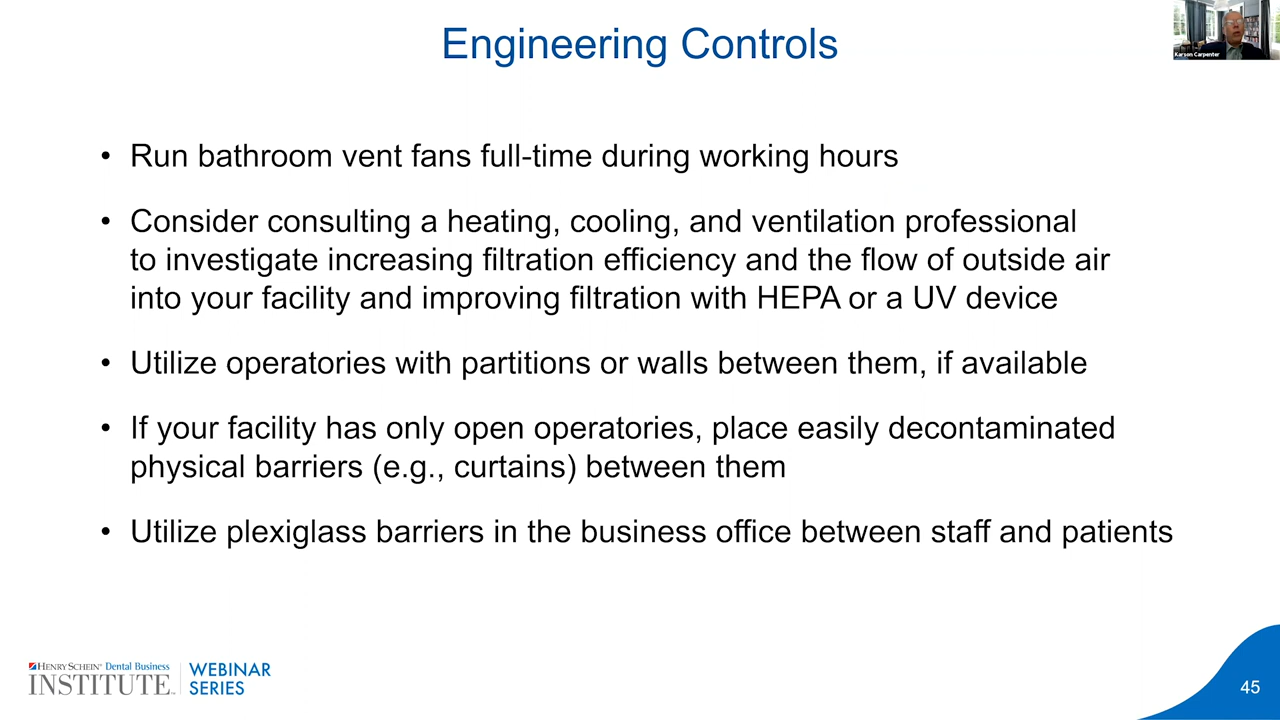 Engineering Controls
Karson Carpenter
• Run bathroom vent fans full-time during working hours
• Consider consulting a heating, cooling, and ventilation professional
to investigate increasing filtration efficiency and the flow of outside air
into your facility and improving filtration with HEPA or a UV device
• Utilize operatories with partitions or walls between them, if available
• If your facility has only open operatories, place easily decontaminated
physical barriers (e.g., curtains) between them
• Utilize plexiglass barriers in the business office between staff and patients
HENRY SCHEIN® Dental Business
INSTITUTE™
WEBINAR
SERIES
45